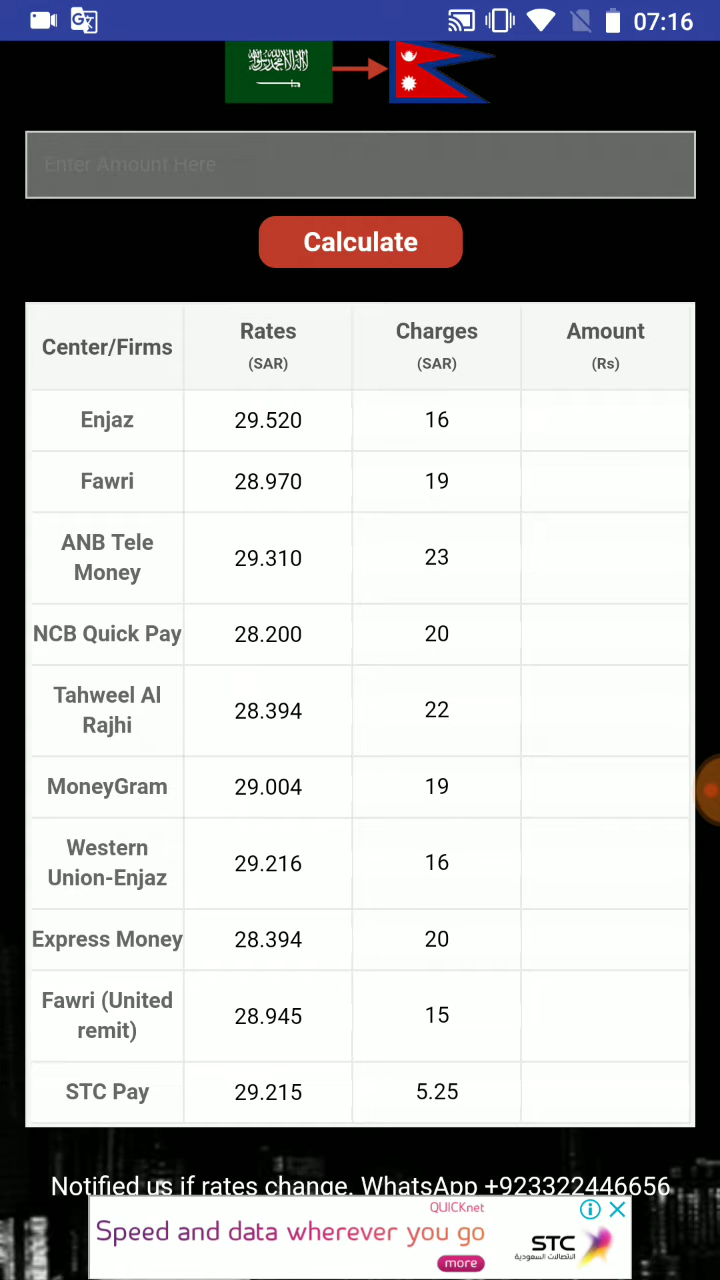 07:16
Enter Amount Here
Calculate
Center/Firms Rates (SAR) Charges (SAR) Amount (Rs)
Enjaz 29.520 16
Fawri 28.970 19
ANB Tele Money 29.310 23
NCB Quick Pay 28.200 20
Tahweel Al Rajhi 28.394 22
MoneyGram 29.004 19
Western Union-Enjaz 29.216 16
Express Money 28.394 20
Fawri (United remit) 28.945 15
STC Pay 29.215 5.25
Notified us if rates change. WhatsApp +923322446656
QUICKnet
Speed and data wherever you go
more
STC
الاتصالات السعودية